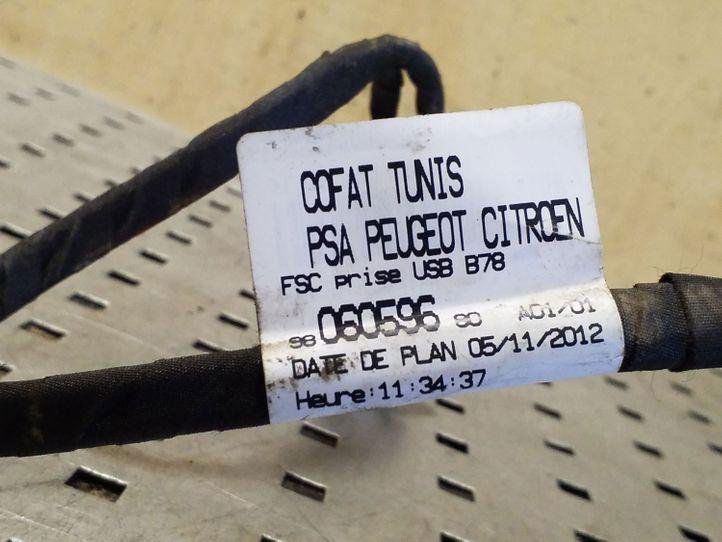 COFAT TUNIS
PSA PEUGEOT CITROEN
FSC prise USB B78
98 060596 80 A01/01
DATE DE PLAN 05/11/2012
Heure:11:34:37